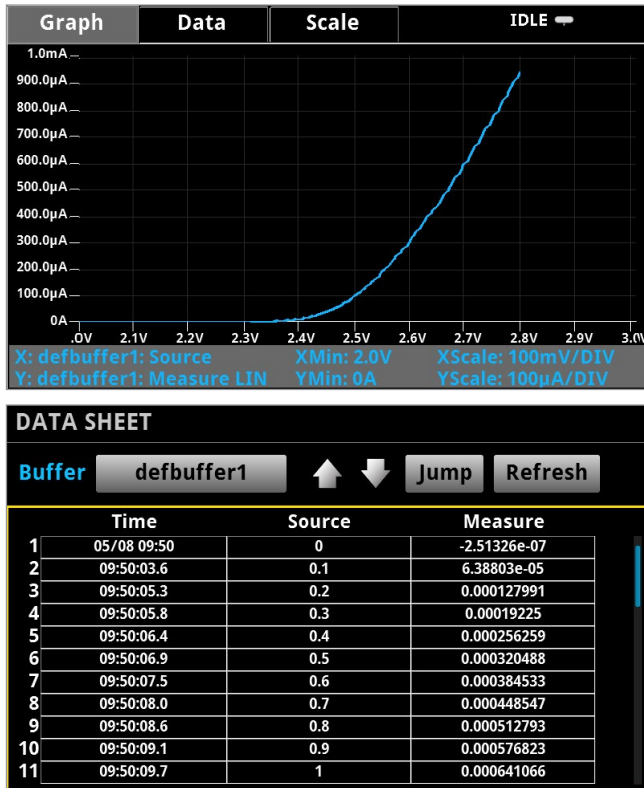 Graph Data Scale IDLE
1.0mA
900.0µA
800.0µA
700.0µA
600.0µA
500.0µA
400.0µA
300.0µA
200.0µA
100.0µA
0A
.0V 2.1V 2.2V 2.3V 2.4V 2.5V 2.6V 2.7V 2.8V 2.9V 3.0V
X: defbuffer1: Source XMin: 2.0V XScale: 100mV/DIV
Y: defbuffer1: Measure LIN YMin: 0A YScale: 100µA/DIV
DATA SHEET
Buffer defbuffer1 Jump Refresh
Time Source Measure
1 05/08 09:50 0 -2.51326e-07
2 09:50:03.6 0.1 6.38803e-05
3 09:50:05.3 0.2 0.000127991
4 09:50:05.8 0.3 0.00019225
5 09:50:06.4 0.4 0.000256259
6 09:50:06.9 0.5 0.000320488
7 09:50:07.5 0.6 0.000384533
8 09:50:08.0 0.7 0.000448547
9 09:50:08.6 0.8 0.000512793
10 09:50:09.1 0.9 0.000576823
11 09:50:09.7 1 0.000641066